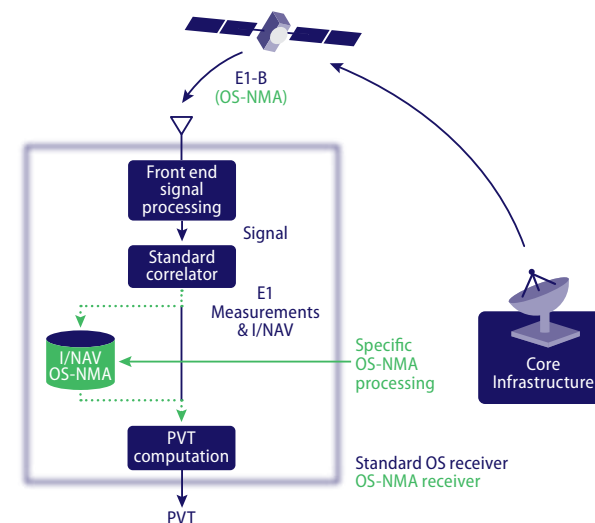 E1-B
(OS-NMA)
Front end
signal
processing
Signal
Standard
correlator
E1
Measurements
& I/NAV
I/NAV
OS-NMA
Specific
OS-NMA
processing
Core
Infrastructure
PVT
computation
Standard OS receiver
OS-NMA receiver
PVT